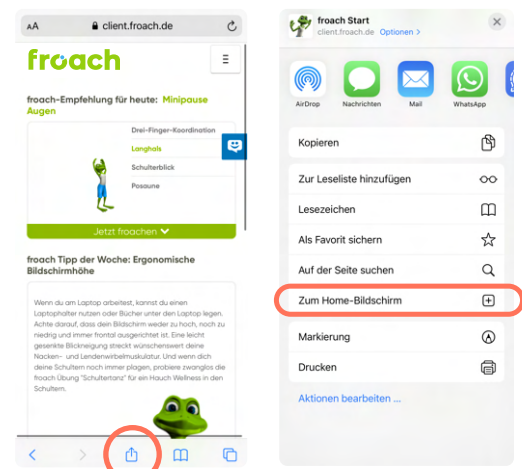 AA client.froach.de
froach
froach-Empfehlung für heute: Minipause
Augen
Drei-Finger-Koordination
Langhals
Schulterblick
Posaune
Jetzt froachen
froach Tipp der Woche: Ergonomische
Bildschirmhöhe
Wenn du am Laptop arbeitest, kannst du einen
Laptophalter nutzen oder Bücher unter den Laptop legen.
Achte darauf, dass dein Bildschirm weder zu hoch, noch zu
niedrig und immer frontal ausgerichtet ist. Eine leicht
gesenkte Blickneigung streckt wünschenswert deine
Nacken- und Lendenwirbelmuskulatur. Und wenn dich
deine Schultern noch immer plagen, probiere zwanglos die
froach Übung "Schultertanz" für ein Hauch Wellness in den
Schultern.
froach Start
client.froach.de Optionen >
AirDrop Nachrichten Mail WhatsApp
Kopieren
Zur Leseliste hinzufügen
Lesezeichen
Als Favorit sichern
Auf der Seite suchen
Zum Home-Bildschirm
Markierung
Drucken
Aktionen bearbeiten ...